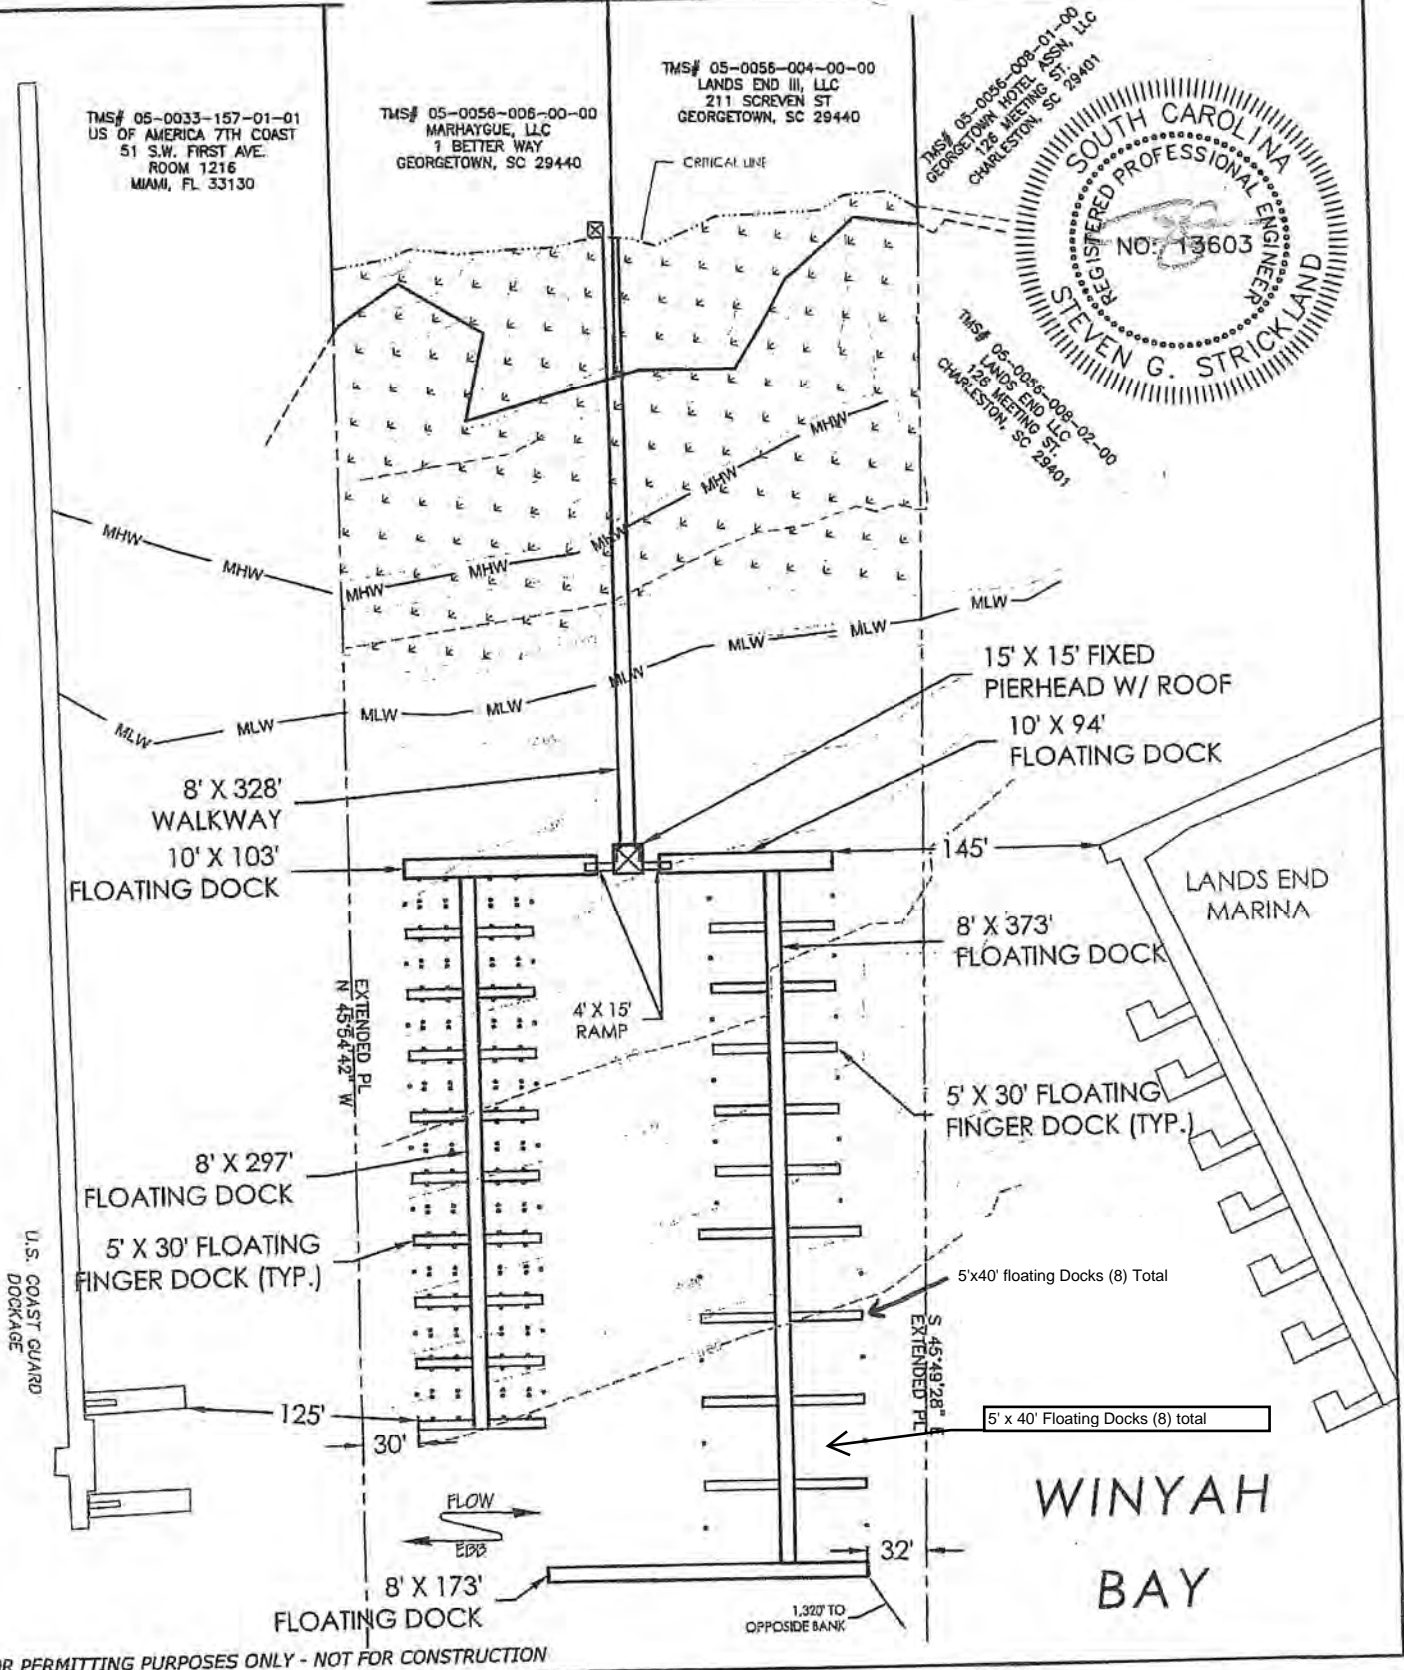 TMS# 05-0033-157-01-01
US OF AMERICA 7TH COAST
51 S.W. FIRST AVE.
ROOM 1216
MIAMI, FL 33130
TMS# 05-0056-006-00-00
MARHAYGUE, LLC
1 BETTER WAY
GEORGETOWN, SC 29440
TMS# 05-0056-004-00-00
LANDS END III, LLC
211 SCREVEN ST
GEORGETOWN, SC 29440
CRITICAL LINE
TMS# 05-0056-008-01-00
GEORGETOWN HOTEL ASSN, LLC
126 MEETING ST.
CHARLESTON, SC 29401
SOUTH CAROLINA
REGISTERED PROFESSIONAL ENGINEER
NO. 13603
STEVEN G. STRICKLAND
TMS# 05-0056-008-02-00
LANDS END LLC
126 MEETING ST.
CHARLESTON, SC 29401
MHW
MHW
MHW
MHW
MHW
MHW
MHW
MLW
MLW
MLW
MLW
MLW
MLW
MLW
MLW
15' X 15' FIXED
PIERHEAD W/ ROOF
10' X 94'
FLOATING DOCK
8' X 328'
WALKWAY
10' X 103'
FLOATING DOCK
145'
LANDS END
MARINA
8' X 373'
FLOATING DOCK
4' X 15'
RAMP
EXTENDED PL
N 45°54'42" W
5' X 30' FLOATING
FINGER DOCK (TYP.)
8' X 297'
FLOATING DOCK
5' X 30' FLOATING
FINGER DOCK (TYP.)
U.S. COAST GUARD
DOCKAGE
5'x40' floating Docks (8) Total
S 45°49'28" E
EXTENDED PL
5' x 40' Floating Docks (8) total
125'
30'
FLOW
EBB
32'
WINYAH
BAY
8' X 173'
FLOATING DOCK
1,320' TO
OPPOSIDE BANK
OR PERMITTING PURPOSES ONLY - NOT FOR CONSTRUCTION